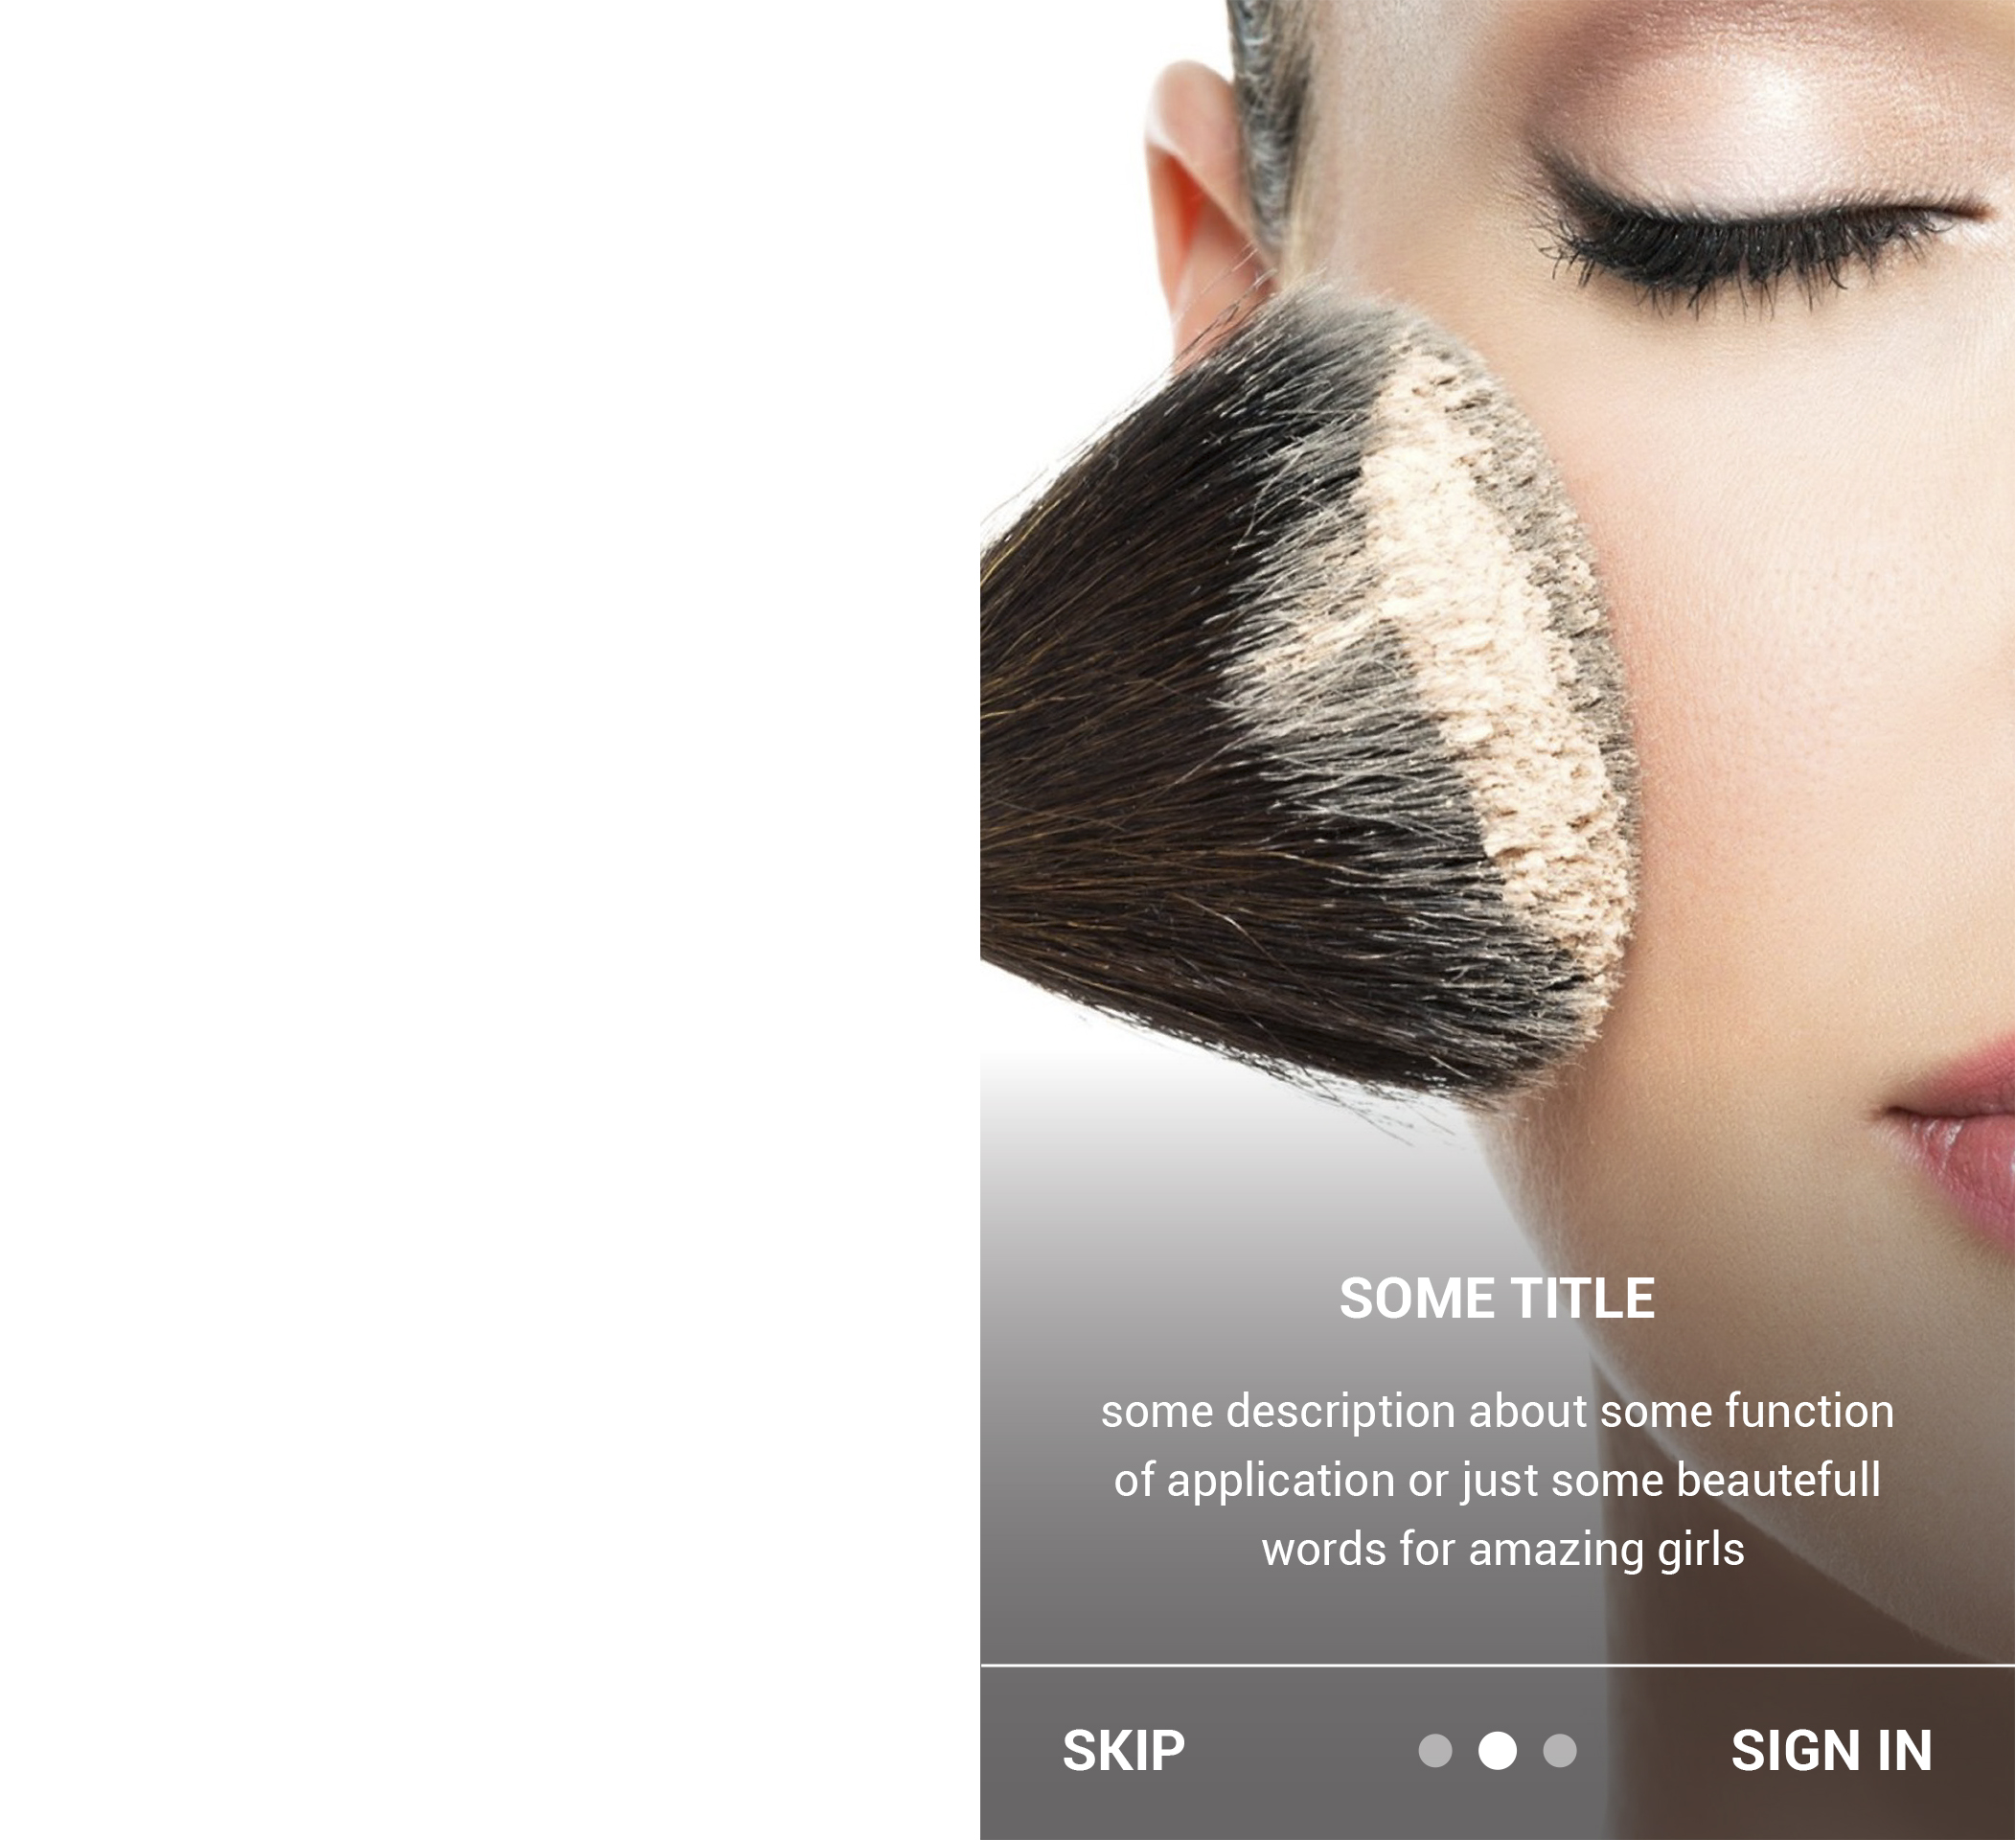 SOME TITLE
some description about some function
of application or just some beautefull
words for amazing girls
SKIP
SIGN IN